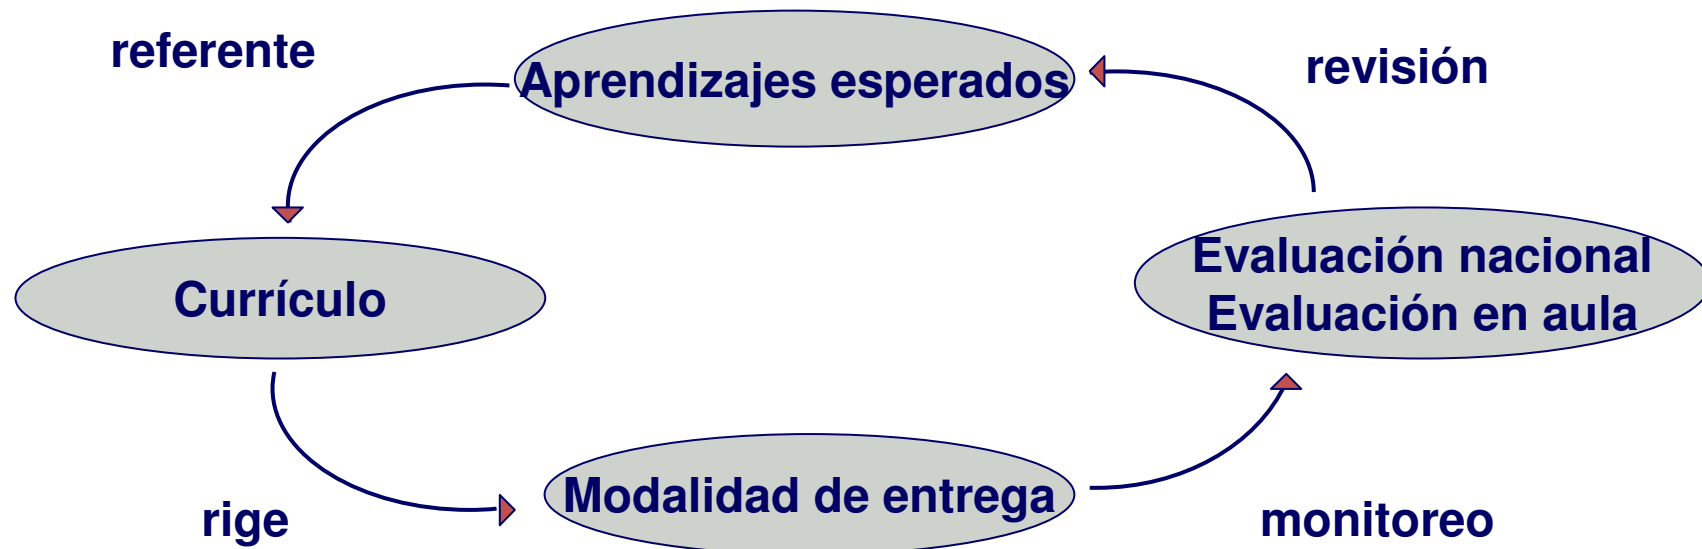 referente
Aprendizajes esperados
revisión
Currículo
Evaluación nacional
Evaluación en aula
rige
Modalidad de entrega
monitoreo